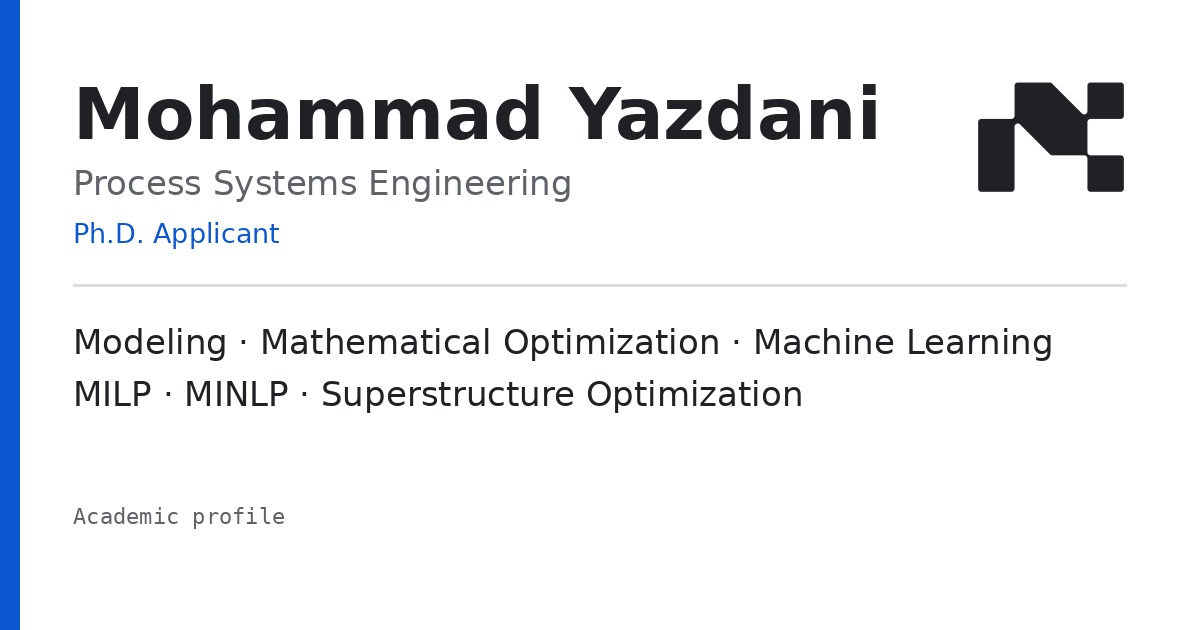 Mohammad Yazdani
Process Systems Engineering
Ph.D. Applicant
Modeling · Mathematical Optimization · Machine Learning
MILP · MINLP · Superstructure Optimization
Academic profile